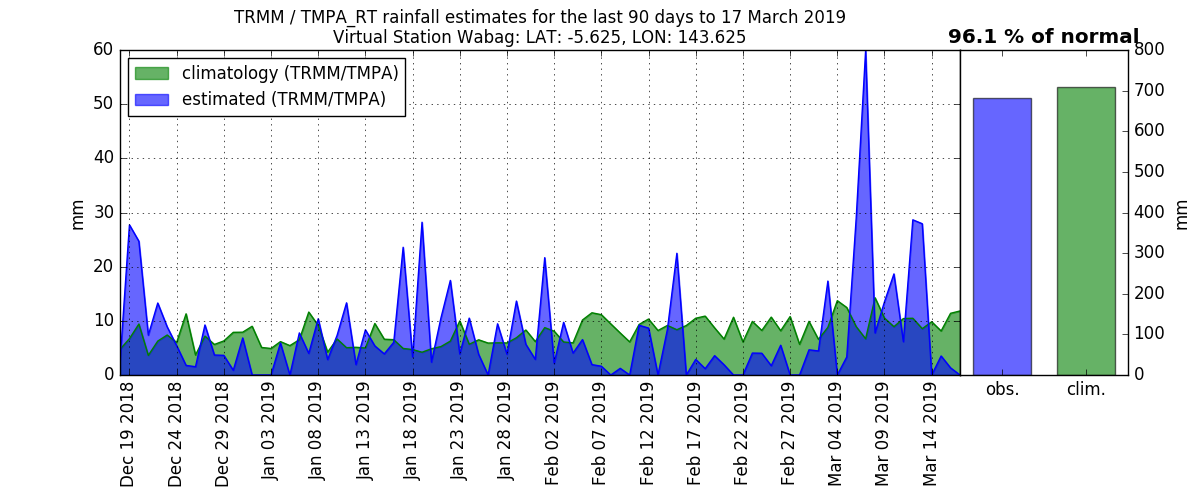 TRMM / TMPA_RT rainfall estimates for the last 90 days to 17 March 2019
Virtual Station Wabag: LAT: -5.625, LON: 143.625
96.1 % of normal
climatology (TRMM/TMPA)
estimated (TRMM/TMPA)
60
50
40
30
20
10
0
mm
Dec 19 2018
Dec 24 2018
Dec 29 2018
Jan 03 2019
Jan 08 2019
Jan 13 2019
Jan 18 2019
Jan 23 2019
Jan 28 2019
Feb 02 2019
Feb 07 2019
Feb 12 2019
Feb 17 2019
Feb 22 2019
Feb 27 2019
Mar 04 2019
Mar 09 2019
Mar 14 2019
800
700
600
500
400
300
200
100
0
mm
obs.
clim.